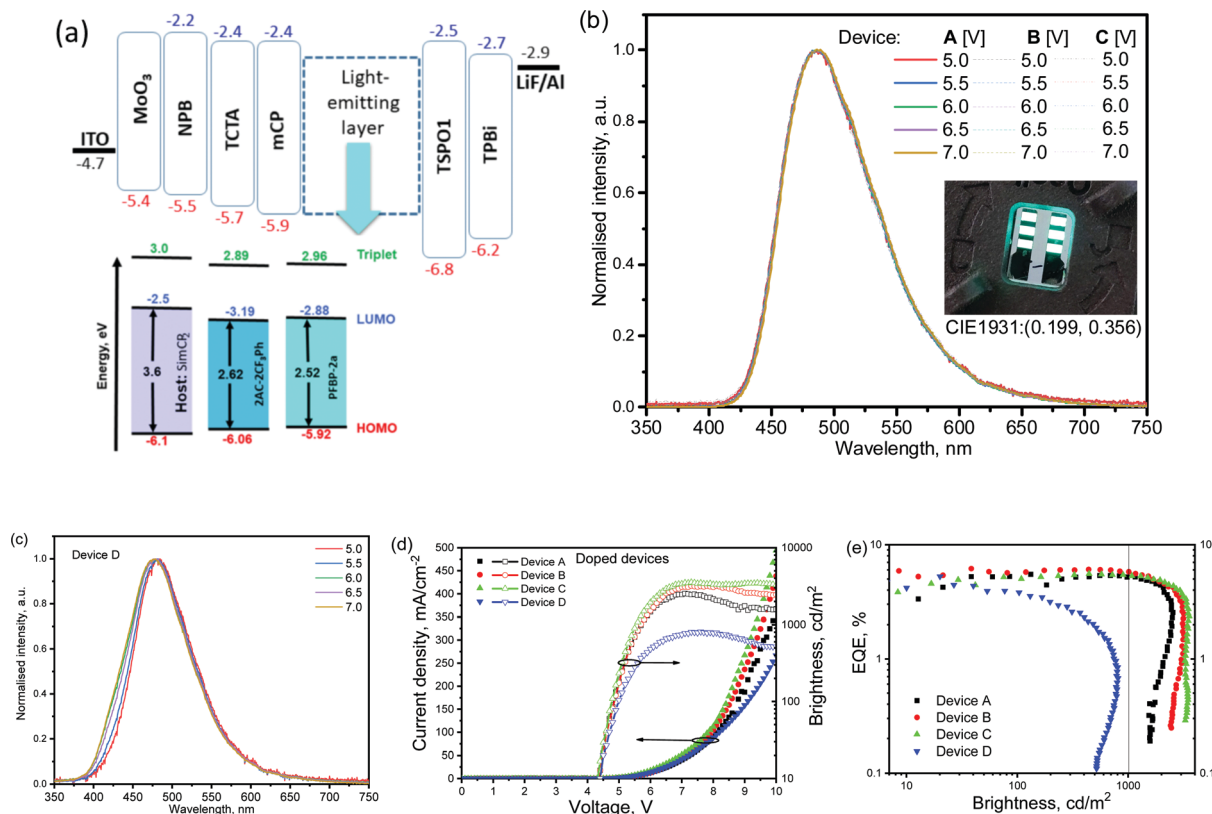 (a)
-2.2
-2.4
-2.4
-2.5
-2.7
-2.9
LiF/Al
MoO3
NPB
TCTA
mCP
Light-
emitting
layer
TSPO1
TPBi
ITO
-4.7
-5.4
-5.5
-5.7
-5.9
-6.8
-6.2
3.0
2.89
2.96
Triplet
-2.5
-3.19
-2.88
LUMO
Energy, eV
3.6
Host: SimCP2
2.62
2AC-2CF3Ph
2.52
PFBP-2a
-6.1
-6.06
-5.92
HOMO
(b)
Device: A [V] B [V] C [V]
5.0 5.0 5.0
5.5 5.5 5.5
6.0 6.0 6.0
6.5 6.5 6.5
7.0 7.0 7.0
CIE1931:(0.199, 0.356)
Normalised intensity, a.u.
1.0
0.8
0.6
0.4
0.2
0.0
350 400 450 500 550 600 650 700 750
Wavelength, nm
(c)
Device D
5.0
5.5
6.0
6.5
7.0
Normalised intensity, a.u.
1.0
0.8
0.6
0.4
0.2
0.0
350 400 450 500 550 600 650 700 750
Wavelength, nm
(d)
Doped devices
Device A
Device B
Device C
Device D
Current density, mA/cm-2
500
450
400
350
300
250
200
150
100
50
0
0 1 2 3 4 5 6 7 8 9 10
Voltage, V
10000
1000
100
10
Brightness, cd/m2
(e)
EQE, %
10
1
0.1
Device A
Device B
Device C
Device D
10 100 1000
Brightness, cd/m2
10
1
0.1